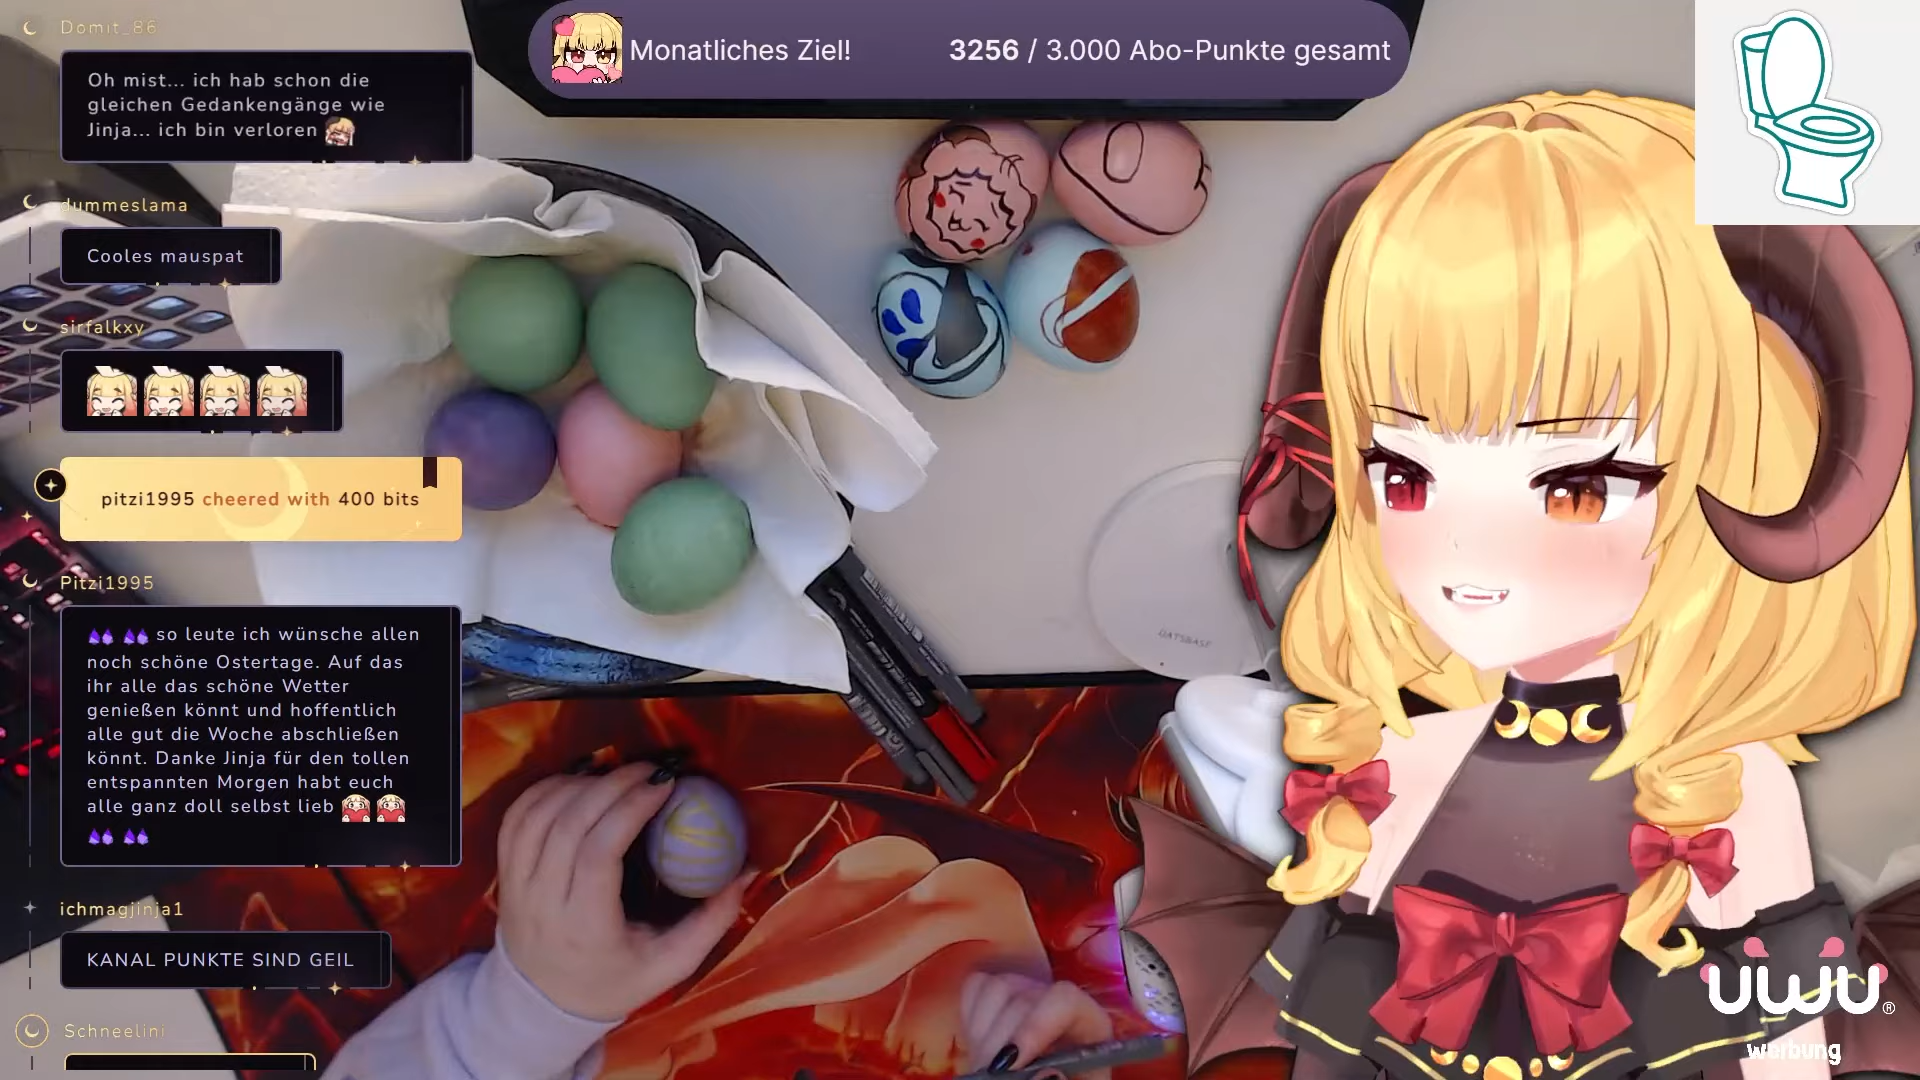 Domit_86
Oh mist... ich hab schon die
gleichen Gedankengänge wie
Jinja... ich bin verloren
dummeslama
Cooles mauspat
sirfalkxy
pitzi1995 cheered with 400 bits
Pitzi1995
so leute ich wünsche allen
noch schöne Ostertage. Auf das
ihr alle das schöne Wetter
genießen könnt und hoffentlich
alle gut die Woche abschließen
könnt. Danke Jinja für den tollen
entspannten Morgen habt euch
alle ganz doll selbst lieb
ichmagjinja1
KANAL PUNKTE SIND GEIL
Schneelini
Monatliches Ziel! 3256 / 3.000 Abo-Punkte gesamt
OATSBASF
UWU®
werbung